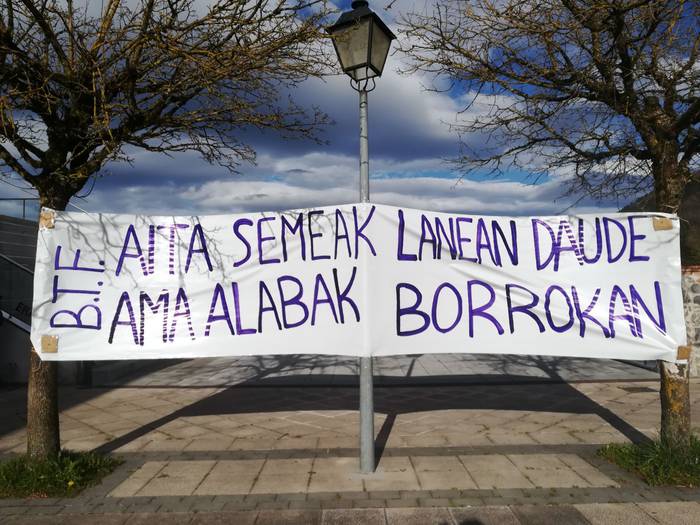 B.T.F.
AITA SEMEAK LANEAN DAUDE
AMA ALABAK BORROKAN